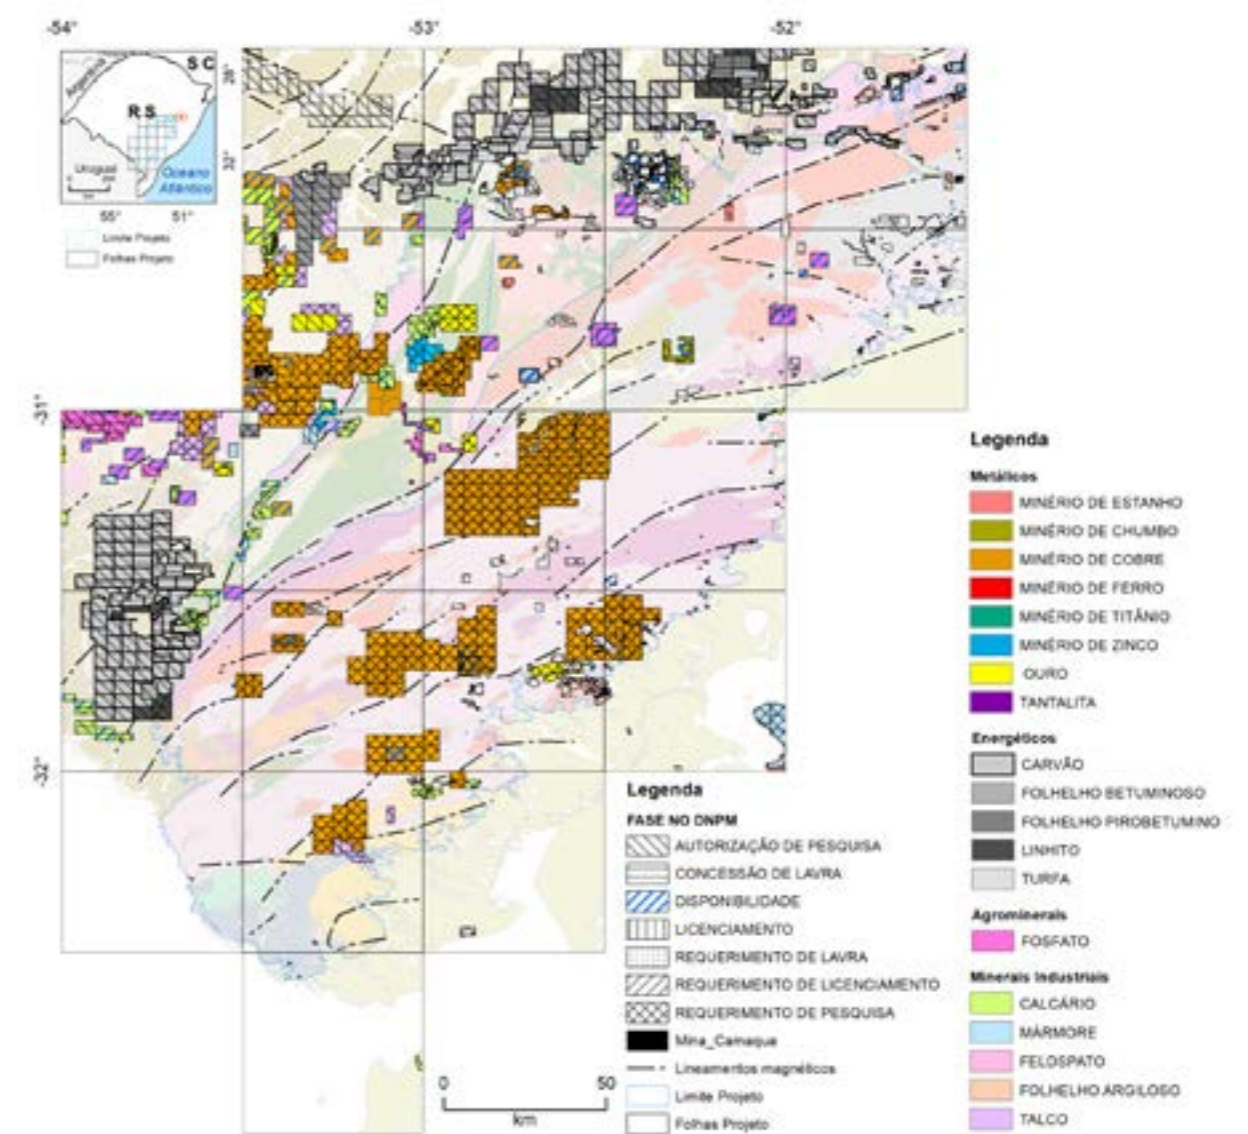 -54°
-53°
-52°
Argentina
S C
R S
Uruguai
Oceano
Atlântico
55°
51°
Limite Projeto
Folhas Projeto
-31°
-32°
Legenda
FASE NO DNPM
AUTORIZAÇÃO DE PESQUISA
CONCESSÃO DE LAVRA
DISPONIBILIDADE
LICENCIAMENTO
REQUERIMENTO DE LAVRA
REQUERIMENTO DE LICENCIAMENTO
REQUERIMENTO DE PESQUISA
Mina_Camaqua
Lineamentos magnéticos
Limite Projeto
Folhas Projeto
0
50
km
Legenda
Metálicos
MINÉRIO DE ESTANHO
MINÉRIO DE CHUMBO
MINÉRIO DE COBRE
MINÉRIO DE FERRO
MINÉRIO DE TITÂNIO
MINÉRIO DE ZINCO
OURO
TANTALITA
Energéticos
CARVÃO
FOLHELHO BETUMINOSO
FOLHELHO PIROBETUMINO
LINHITO
TURFA
Agrominerais
FOSFATO
Minerais Industriais
CALCÁRIO
MÁRMORE
FELDSPATO
FOLHELHO ARGILOSO
TALCO